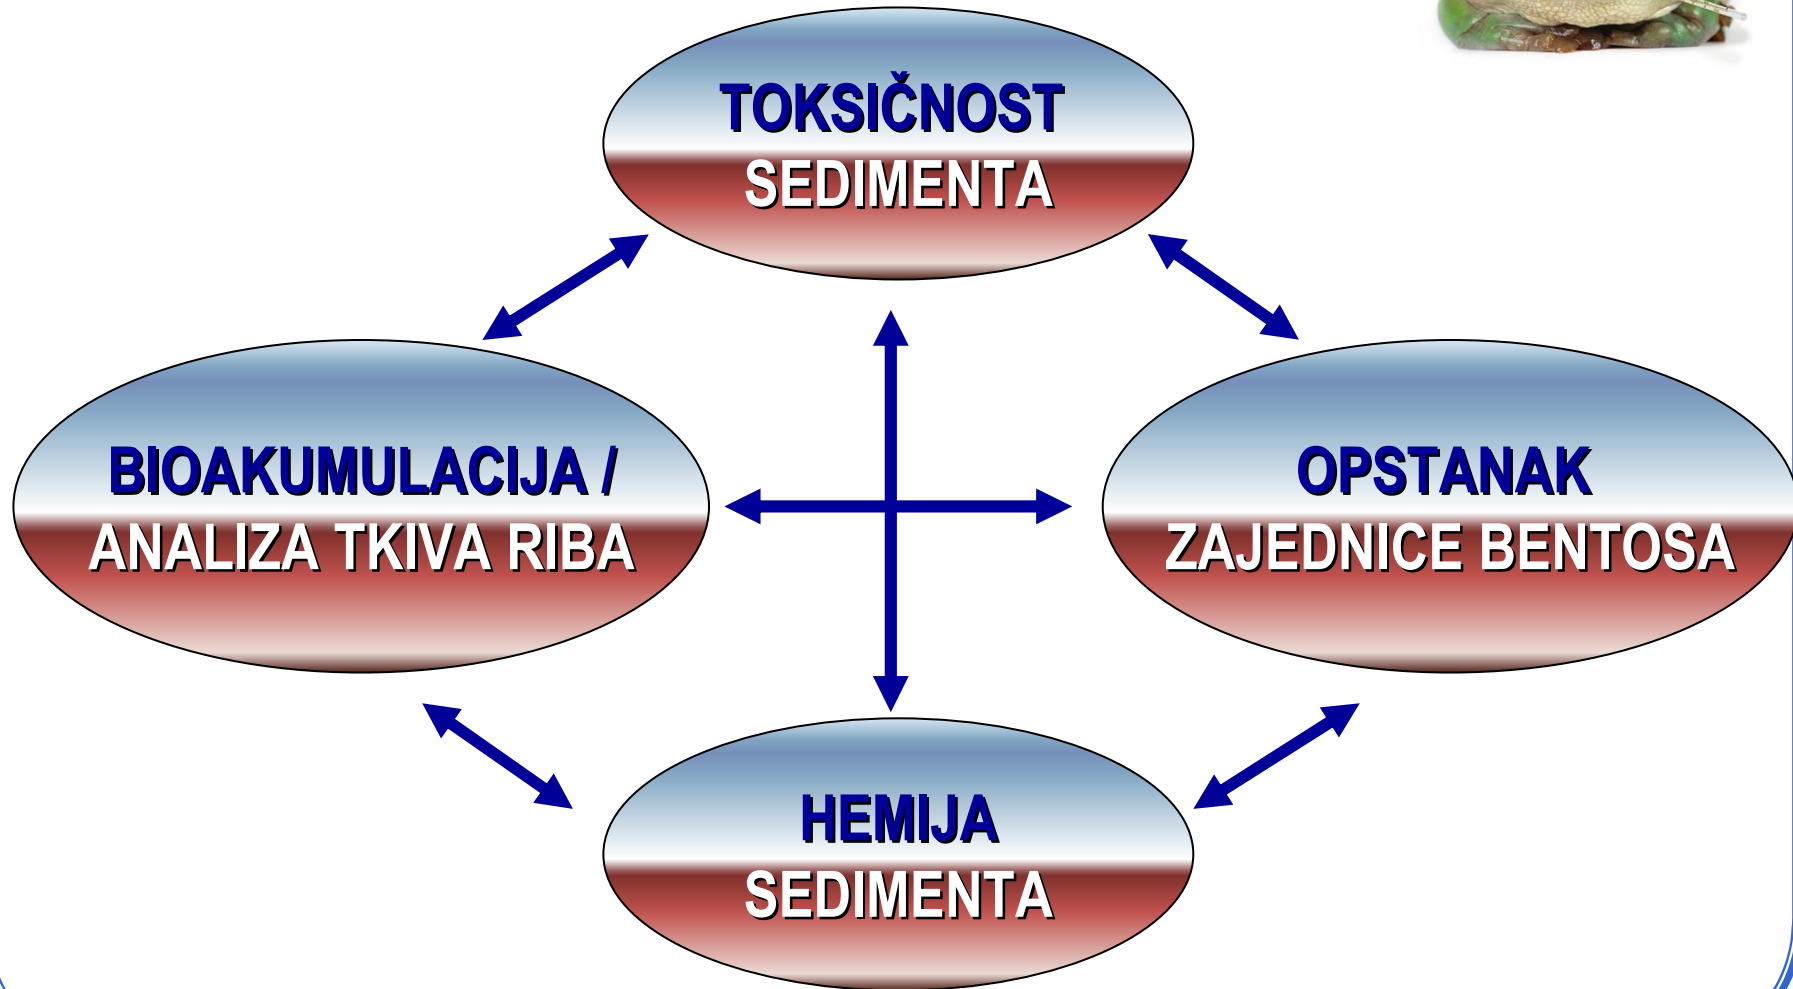 TOKSIČNOST
SEDIMENTA
BIOAKUMULACIJA /
ANALIZA TKIVA RIBA
OPSTANAK
ZAJEDNICE BENTOSA
HEMIJA
SEDIMENTA